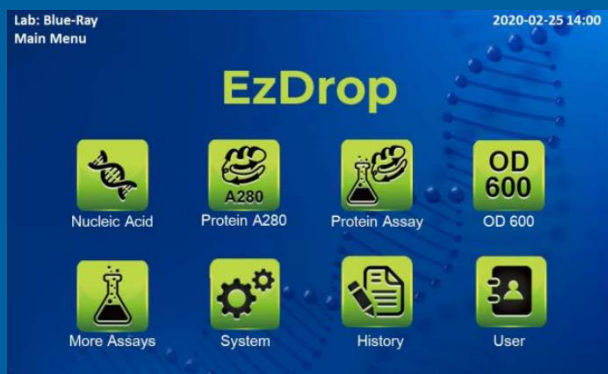 Lab: Blue-Ray
2020-02-25 14:00
Main Menu
EzDrop
A280
OD
600
Nucleic Acid
Protein A280
Protein Assay
OD 600
More Assays
System
History
User